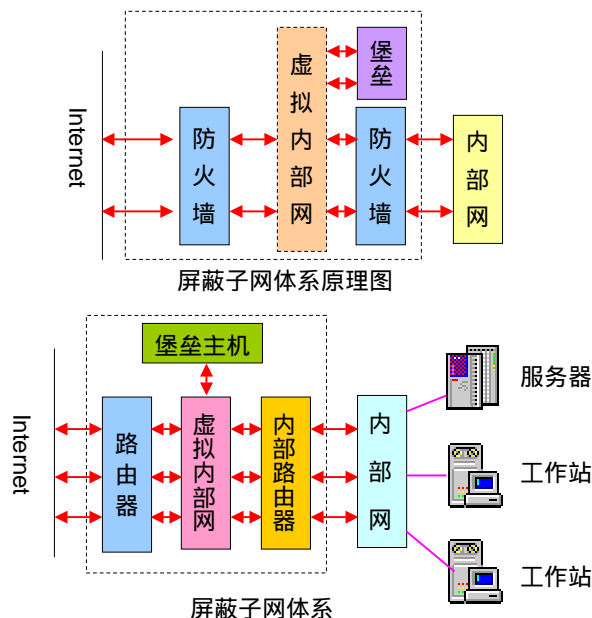 Internet
防火墙
虚拟内部网
堡垒
防火墙
内部网
屏蔽子网体系原理图
Internet
堡垒主机
路由器
虚拟内部网
内部路由器
内部网
服务器
工作站
工作站
屏蔽子网体系